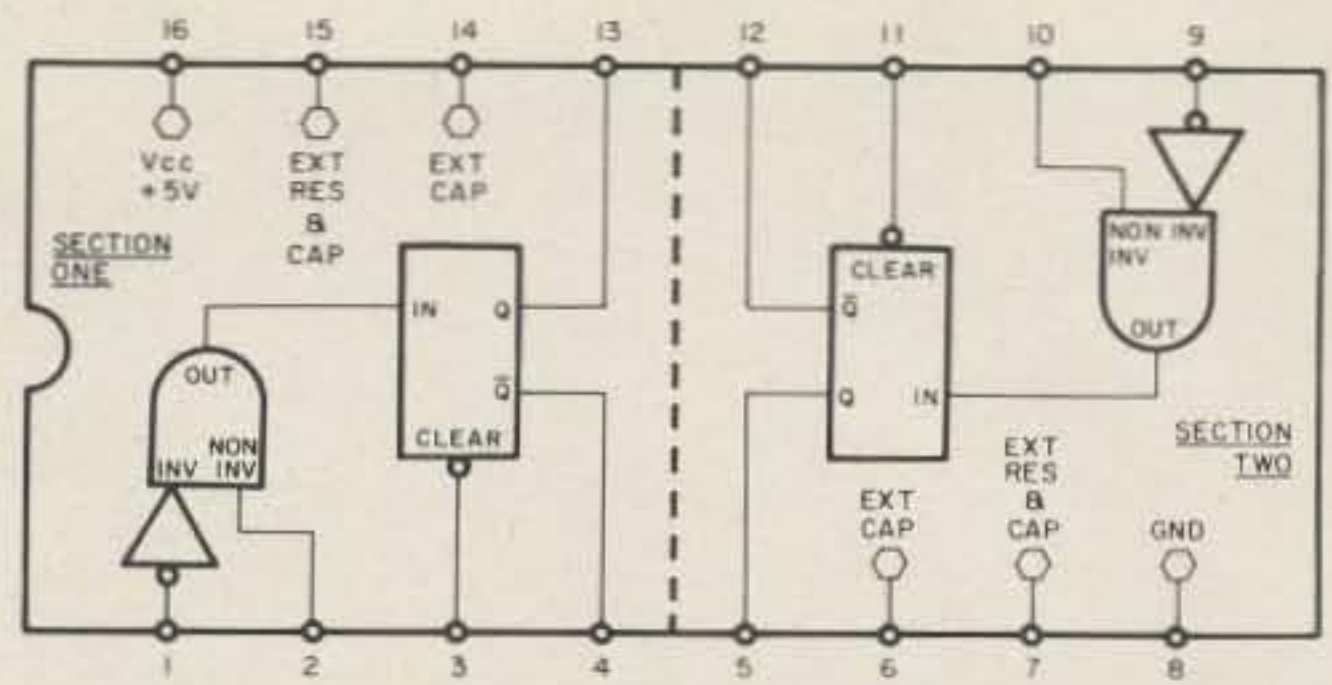 16 15 14 13 12 11 10 9
Vcc
+5V
EXT
RES
&
CAP
EXT
CAP
SECTION
ONE
IN Q
Q̅
CLEAR
OUT
INV
NON
INV
CLEAR
Q̅
Q IN
NON INV
INV
OUT
SECTION
TWO
EXT
CAP
EXT
RES
&
CAP
GND
1 2 3 4 5 6 7 8